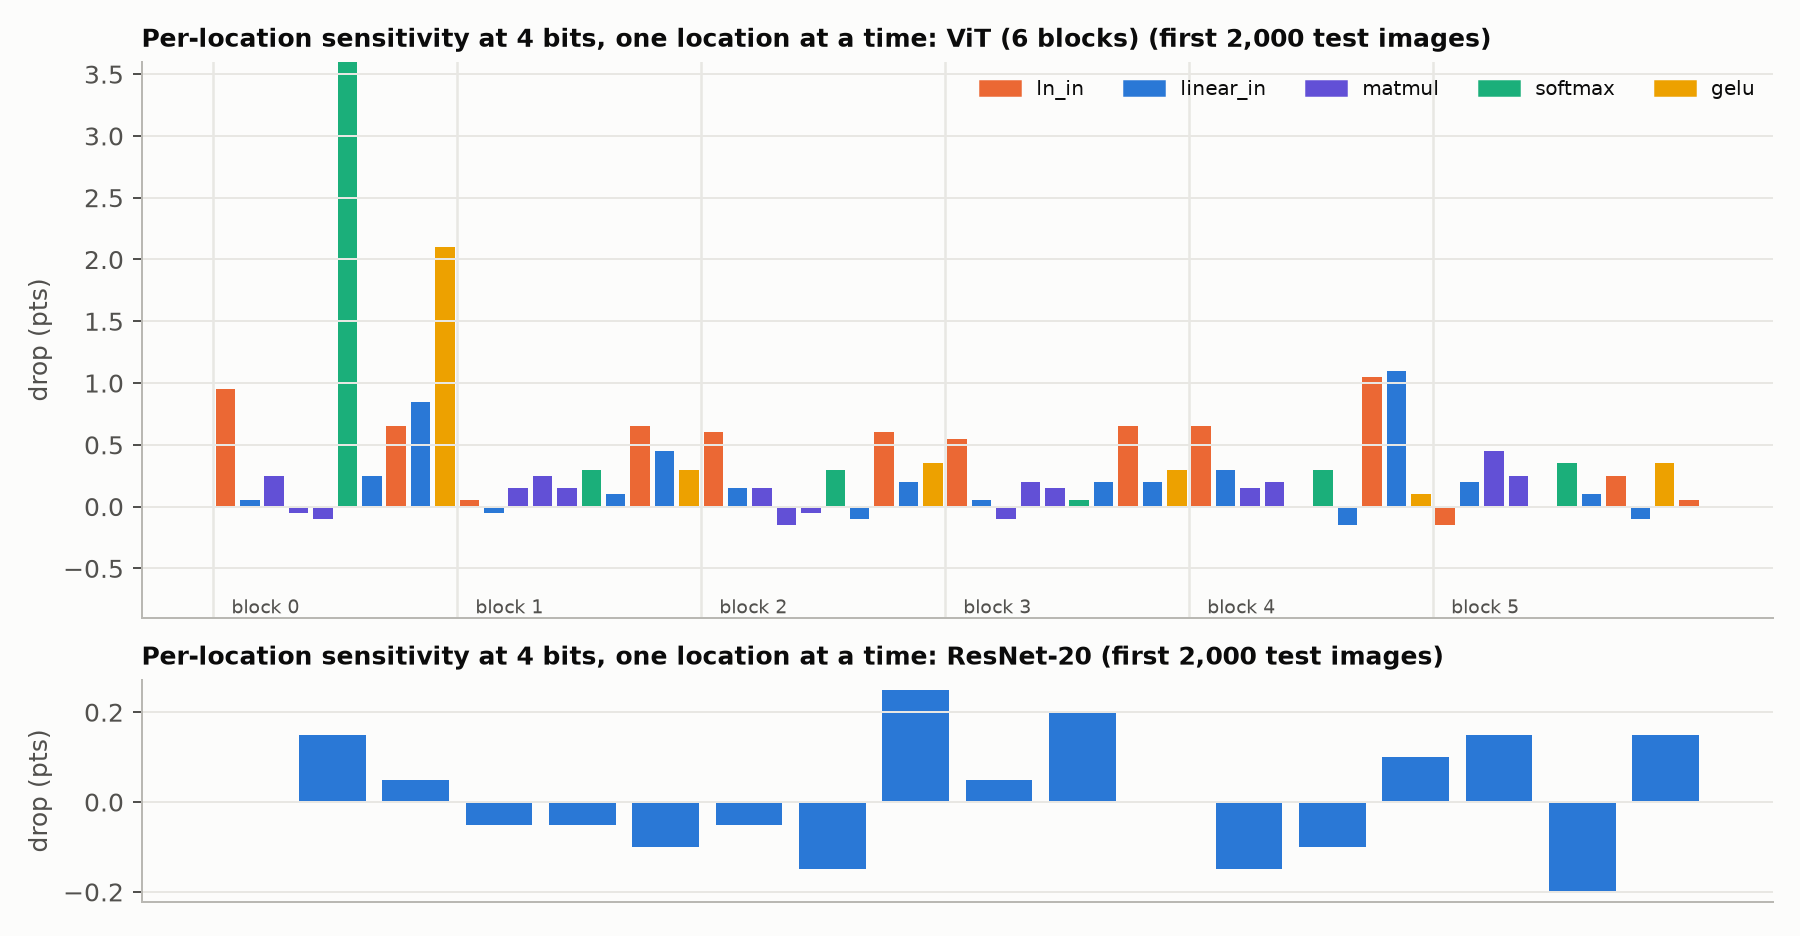 Per-location sensitivity at 4 bits, one location at a time: ViT (6 blocks) (first 2,000 test images)
ln_in linear_in matmul softmax gelu
drop (pts)
3.5
3.0
2.5
2.0
1.5
1.0
0.5
0.0
−0.5
block 0 block 1 block 2 block 3 block 4 block 5
Per-location sensitivity at 4 bits, one location at a time: ResNet-20 (first 2,000 test images)
drop (pts)
0.2
0.0
−0.2